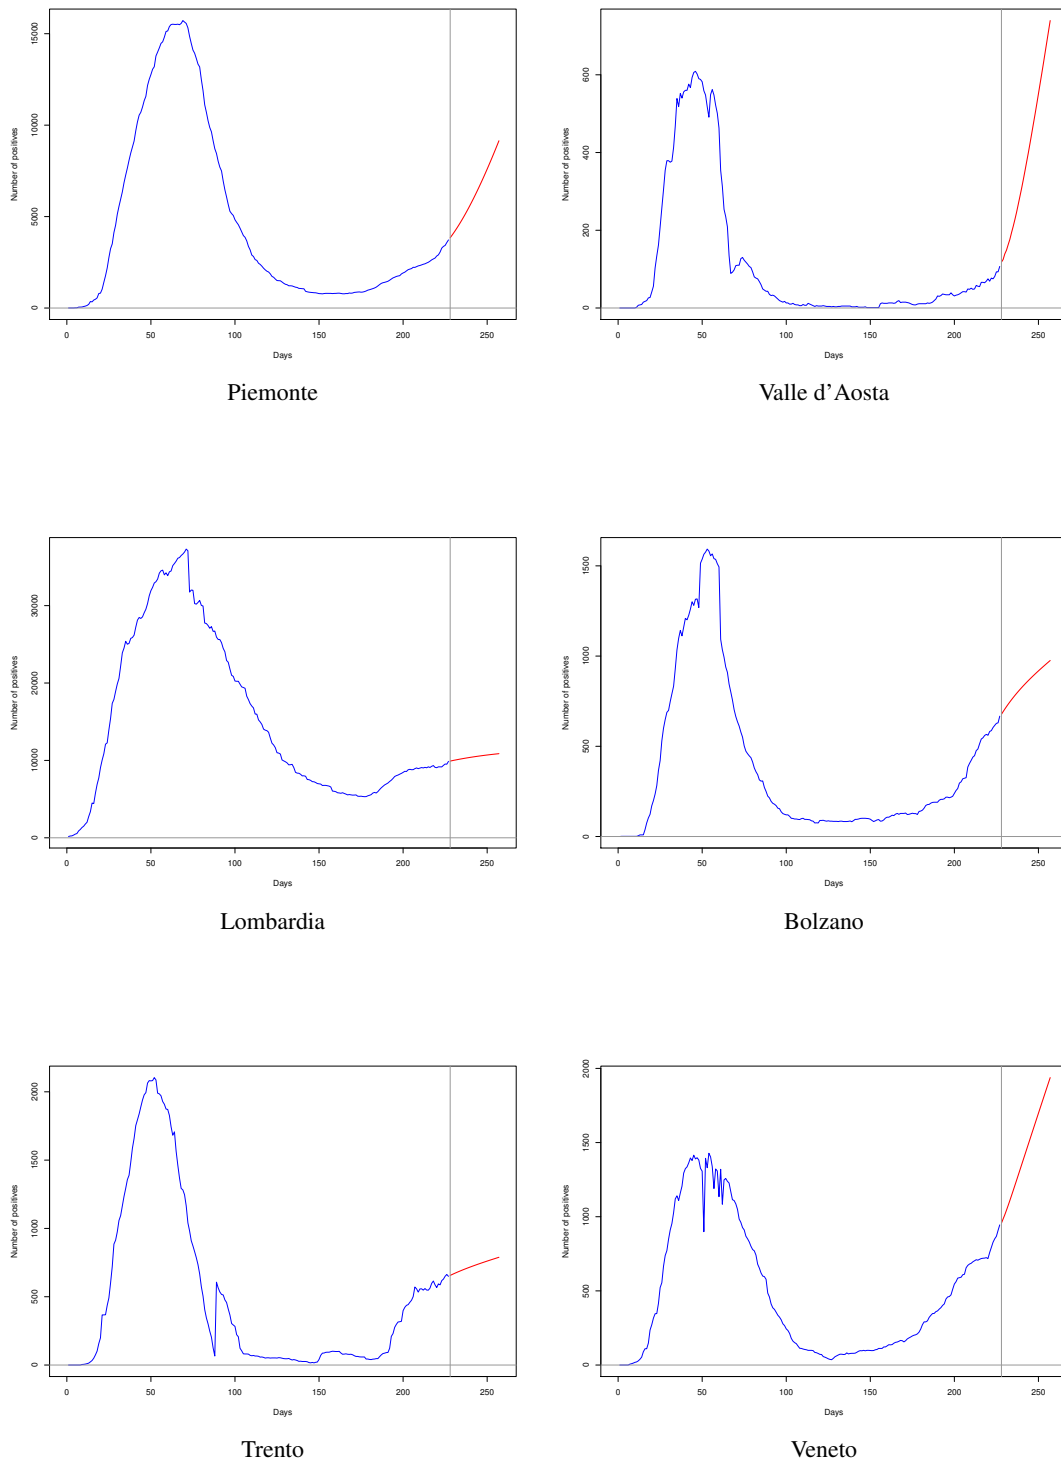 Number of positives
0 5000 10000 15000
0 50 100 150 200 250
Days
Piemonte
Number of positives
0 200 400 600
0 50 100 150 200 250
Days
Valle d'Aosta
Number of positives
0 10000 20000 30000
0 50 100 150 200 250
Days
Lombardia
Number of positives
0 500 1000 1500
0 50 100 150 200 250
Days
Bolzano
Number of positives
0 500 1000 1500 2000
0 50 100 150 200 250
Days
Trento
Number of positives
0 500 1000 1500 2000
0 50 100 150 200 250
Days
Veneto